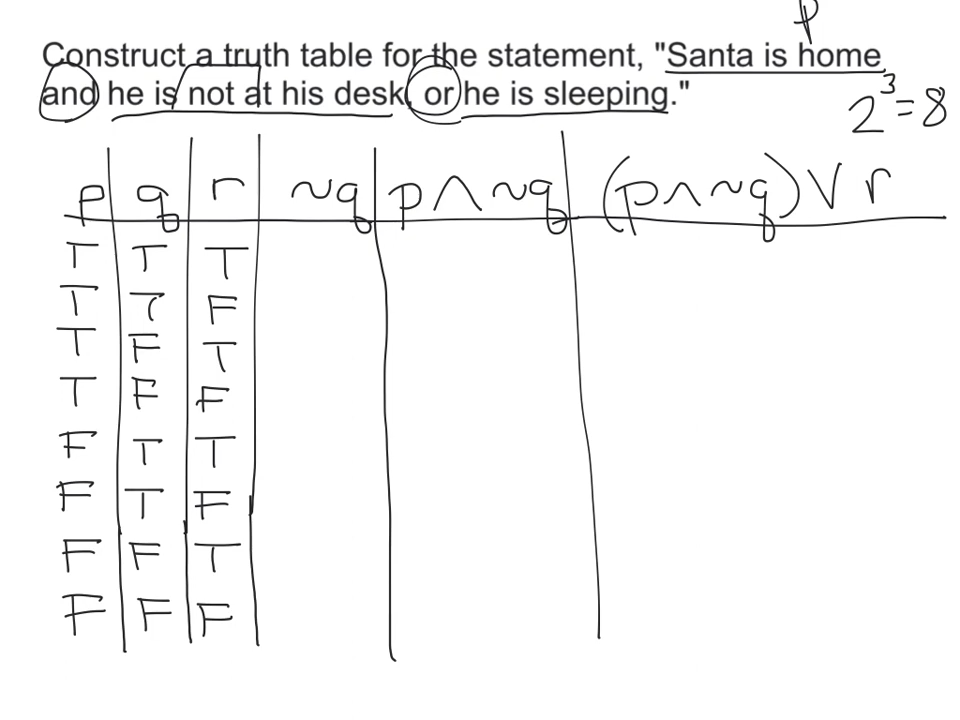 p
Construct a truth table for the statement, "Santa is home
and he is not at his desk, or he is sleeping."
2³=8
p q r ~q p∧~q (p∧~q)∨r
T T T
T T F
T F T
T F F
F T T
F T F
F F T
F F F